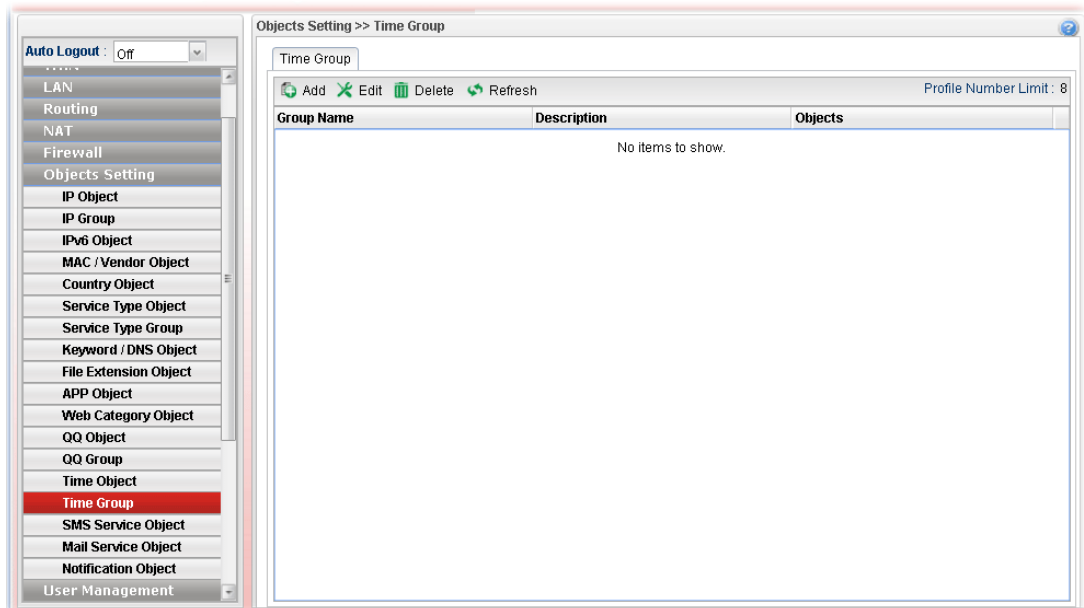 Objects Setting >> Time Group
Auto Logout : Off
LAN
Routing
NAT
Firewall
Objects Setting
IP Object
IP Group
IPv6 Object
MAC / Vendor Object
Country Object
Service Type Object
Service Type Group
Keyword / DNS Object
File Extension Object
APP Object
Web Category Object
QQ Object
QQ Group
Time Object
Time Group
SMS Service Object
Mail Service Object
Notification Object
User Management
Time Group
Add Edit Delete Refresh Profile Number Limit : 8
Group Name Description Objects
No items to show.